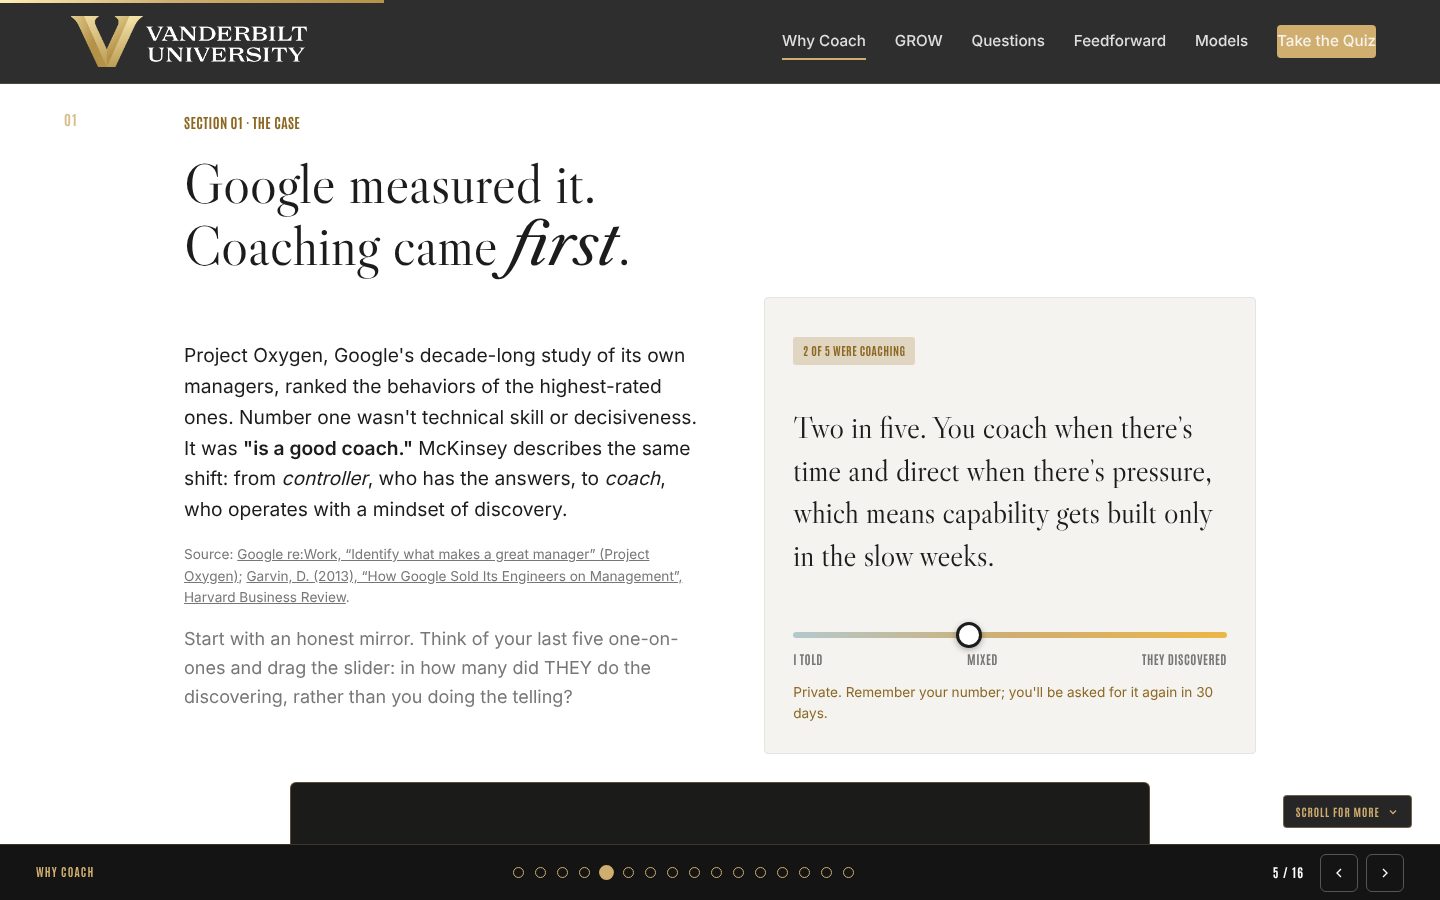 VANDERBILT
UNIVERSITY
Why Coach
GROW
Questions
Feedforward
Models
Take the Quiz
01
SECTION 01 · THE CASE
Google measured it.
Coaching came first.
Project Oxygen, Google's decade-long study of its own
managers, ranked the behaviors of the highest-rated
ones. Number one wasn't technical skill or decisiveness.
It was "is a good coach." McKinsey describes the same
shift: from controller, who has the answers, to coach,
who operates with a mindset of discovery.
Source: Google re:Work, “Identify what makes a great manager” (Project
Oxygen); Garvin, D. (2013), “How Google Sold Its Engineers on Management”,
Harvard Business Review.
Start with an honest mirror. Think of your last five one-on-
ones and drag the slider: in how many did THEY do the
discovering, rather than you doing the telling?
2 OF 5 WERE COACHING
Two in five. You coach when there’s
time and direct when there’s pressure,
which means capability gets built only
in the slow weeks.
I TOLD
MIXED
THEY DISCOVERED
Private. Remember your number; you'll be asked for it again in 30
days.
SCROLL FOR MORE
WHY COACH
5 / 16